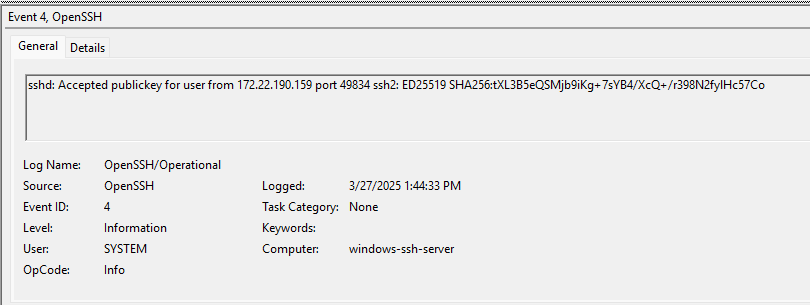 Event 4, OpenSSH
General Details
sshd: Accepted publickey for user from 172.22.190.159 port 49834 ssh2: ED25519 SHA256:tXL3B5eQSMjb9iKg+7sYB4/XcQ+/r398N2fyIHc57Co
Log Name: OpenSSH/Operational
Source: OpenSSH Logged: 3/27/2025 1:44:33 PM
Event ID: 4 Task Category: None
Level: Information Keywords:
User: SYSTEM Computer: windows-ssh-server
OpCode: Info